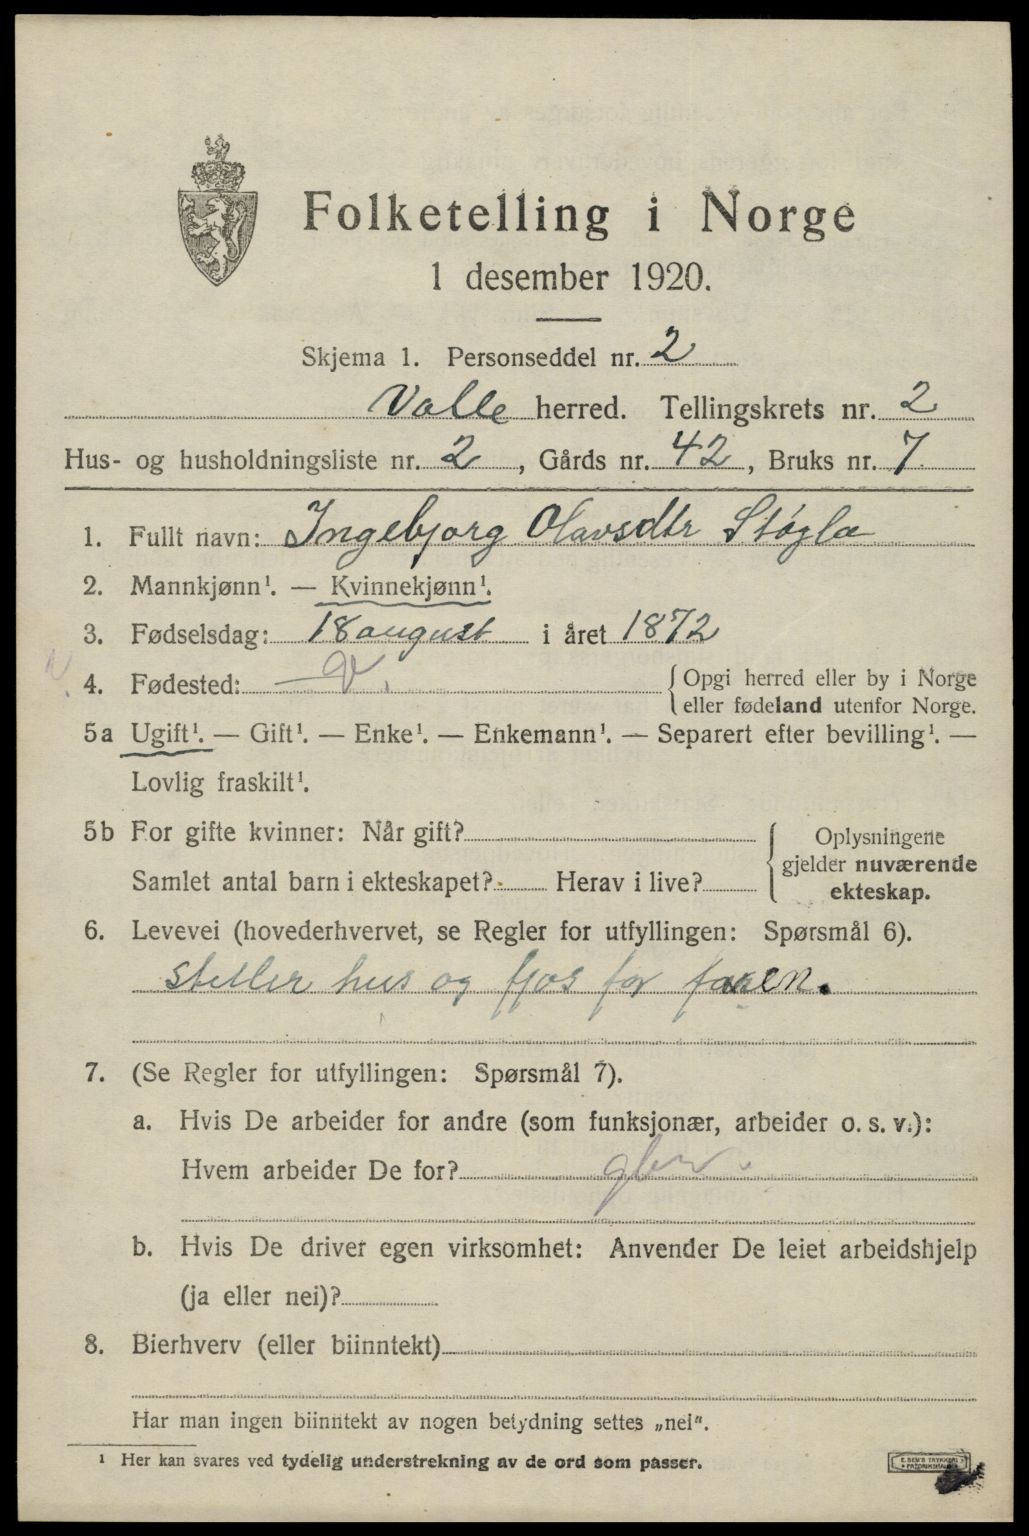 Folketelling i Norge
1 desember 1920.
Skjema 1. Personseddel nr. 2
Valle herred. Tellingskrets nr. 2
Hus- og husholdningsliste nr. 2, Gårds nr. 42, Bruks nr. 7
1. Fullt navn: Ingebjorg Olavsdtr Støgla
2. Mannkjønn¹. — Kvinnekjønn¹.
3. Fødselsdag: 18 august i året 1872
4. Fødested: — Opgi herred eller by i Norge
eller fødeland utenfor Norge.
5a Ugift¹. — Gift¹. — Enke¹. — Enkemann¹. — Separert efter bevilling¹. —
Lovlig fraskilt¹.
5b For gifte kvinner: Når gift? Oplysningene
gjelder nuværende
Samlet antal barn i ekteskapet? Herav i live? ekteskap.
6. Levevei (hovederhvervet, se Regler for utfyllingen: Spørsmål 6).
steller hus og fjos for faren.
7. (Se Regler for utfyllingen: Spørsmål 7).
a. Hvis De arbeider for andre (som funksjonær, arbeider o. s. v.):
Hvem arbeider De for?
b. Hvis De driver egen virksomhet: Anvender De leiet arbeidshjelp
(ja eller nei)?
8. Bierhverv (eller biinntekt)
Har man ingen biinntekt av nogen betydning settes „nei".
¹ Her kan svares ved tydelig understrekning av de ord som passer.
E. SEM'S TRYKKERI
FREDRIKSHALD